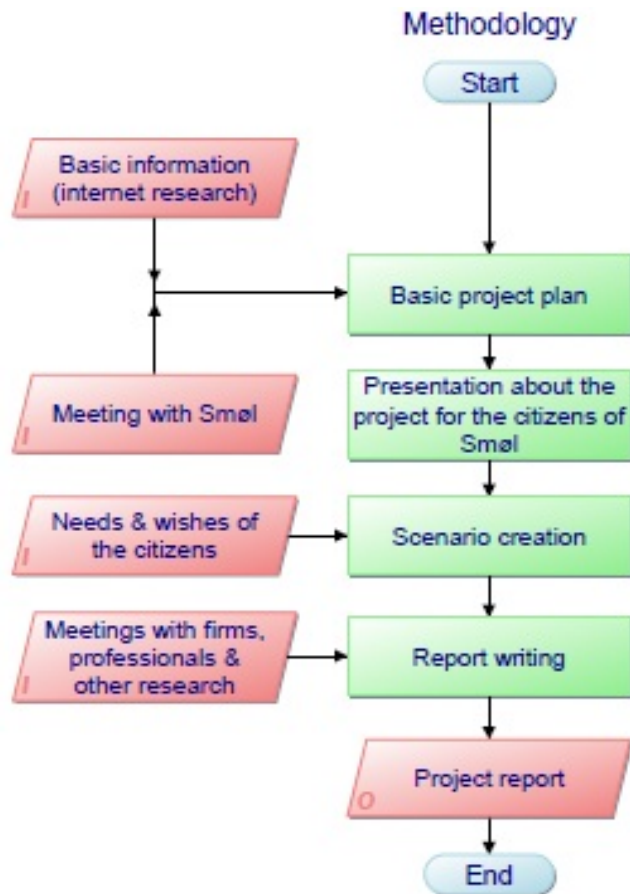 Methodology
Start
Basic information
(internet research)
I
Basic project plan
Meeting with Smøl
I
Presentation about the
project for the citizens of
Smøl
Needs & wishes of
the citizens
I
Scenario creation
Meetings with firms,
professionals &
other research
I
Report writing
Project report
O
End